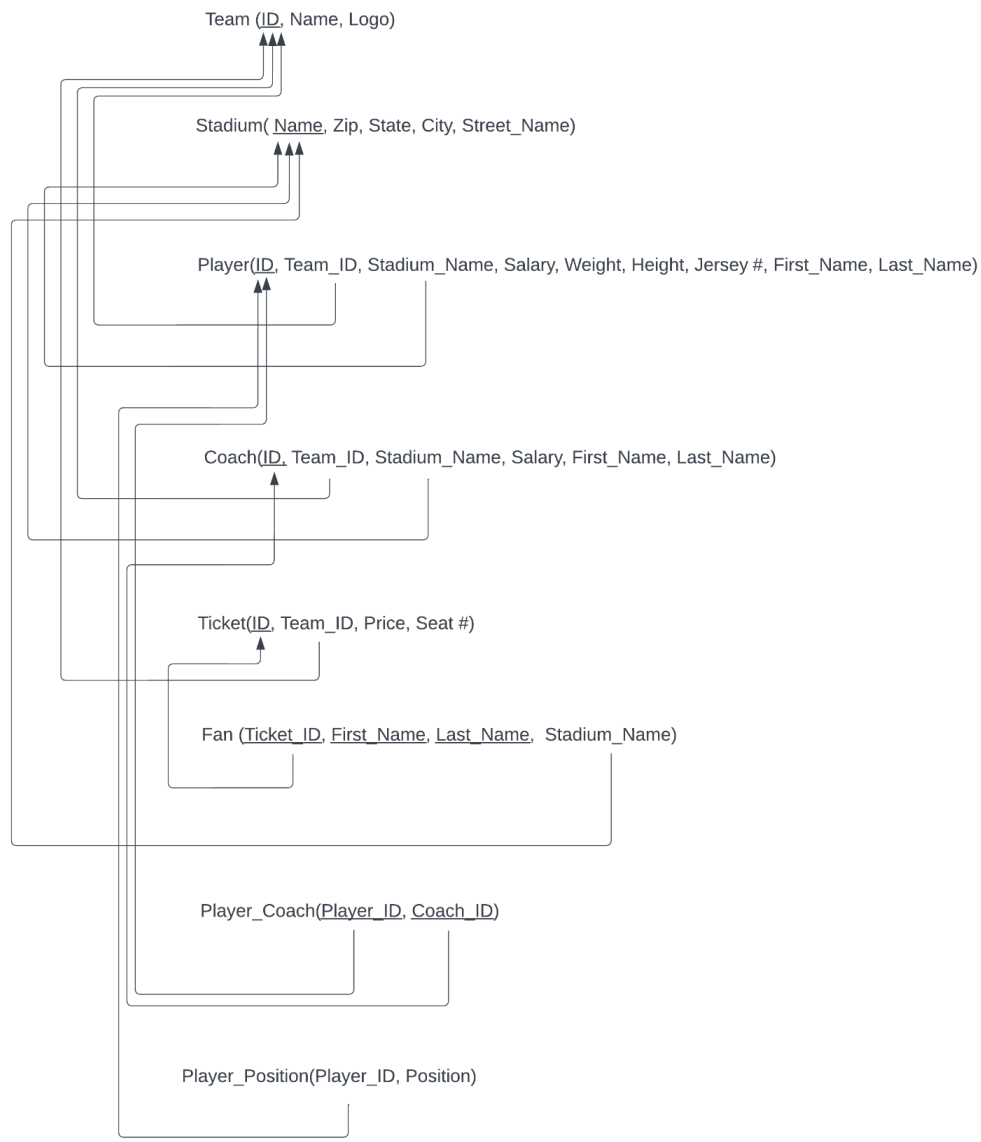 Team (ID, Name, Logo)
Stadium( Name, Zip, State, City, Street_Name)
Player(ID, Team_ID, Stadium_Name, Salary, Weight, Height, Jersey #, First_Name, Last_Name)
Coach(ID, Team_ID, Stadium_Name, Salary, First_Name, Last_Name)
Ticket(ID, Team_ID, Price, Seat #)
Fan (Ticket_ID, First_Name, Last_Name, Stadium_Name)
Player_Coach(Player_ID, Coach_ID)
Player_Position(Player_ID, Position)